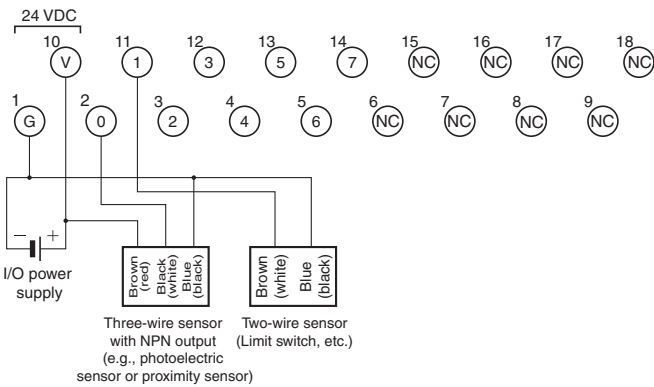 24 VDC
10 11 12 13 14 15 16 17 18
V 1 3 5 7 NC NC NC NC
1 2 3 4 5 6 7 8 9
G 0 2 4 6 NC NC NC NC
− +
I/O power
supply
Brown
(red)
Black
(white)
Blue
(black)
Brown
(white)
Blue
(black)
Three-wire sensor
with NPN output
(e.g., photoelectric
sensor or proximity sensor)
Two-wire sensor
(Limit switch, etc.)